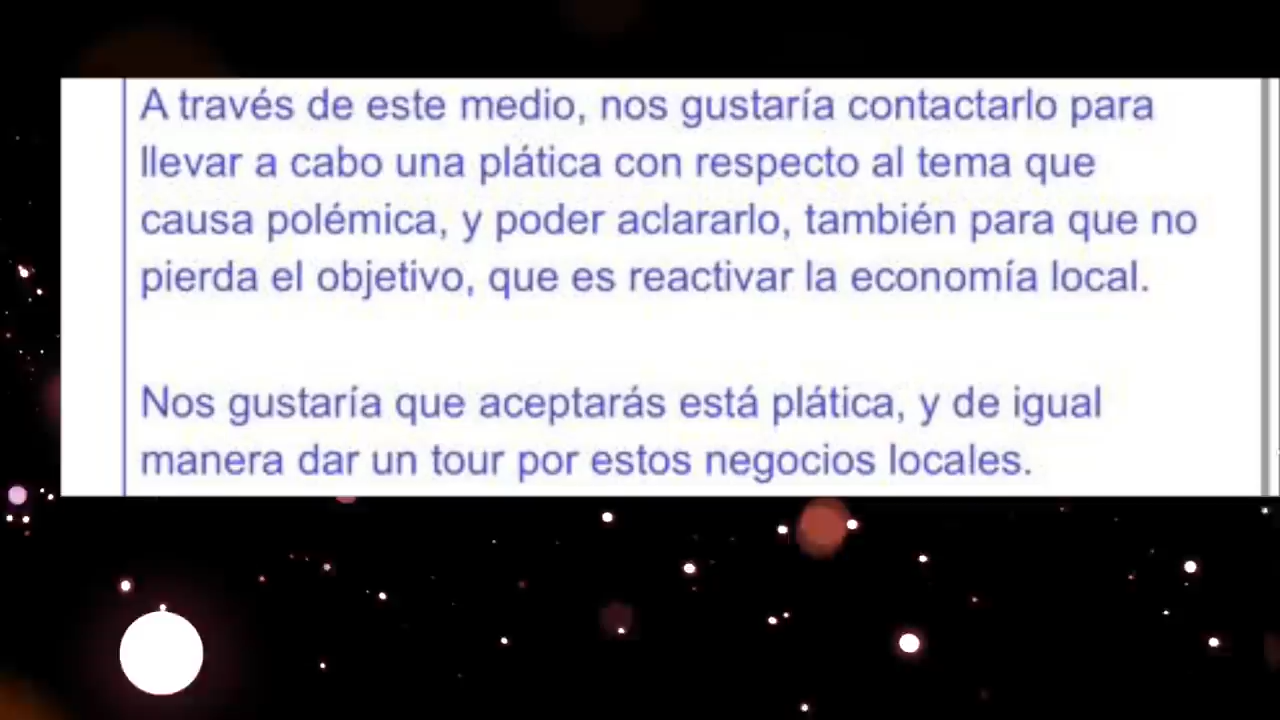 A través de este medio, nos gustaría contactarlo para
llevar a cabo una plática con respecto al tema que
causa polémica, y poder aclararlo, también para que no
pierda el objetivo, que es reactivar la economía local.
Nos gustaría que aceptarás está plática, y de igual
manera dar un tour por estos negocios locales.